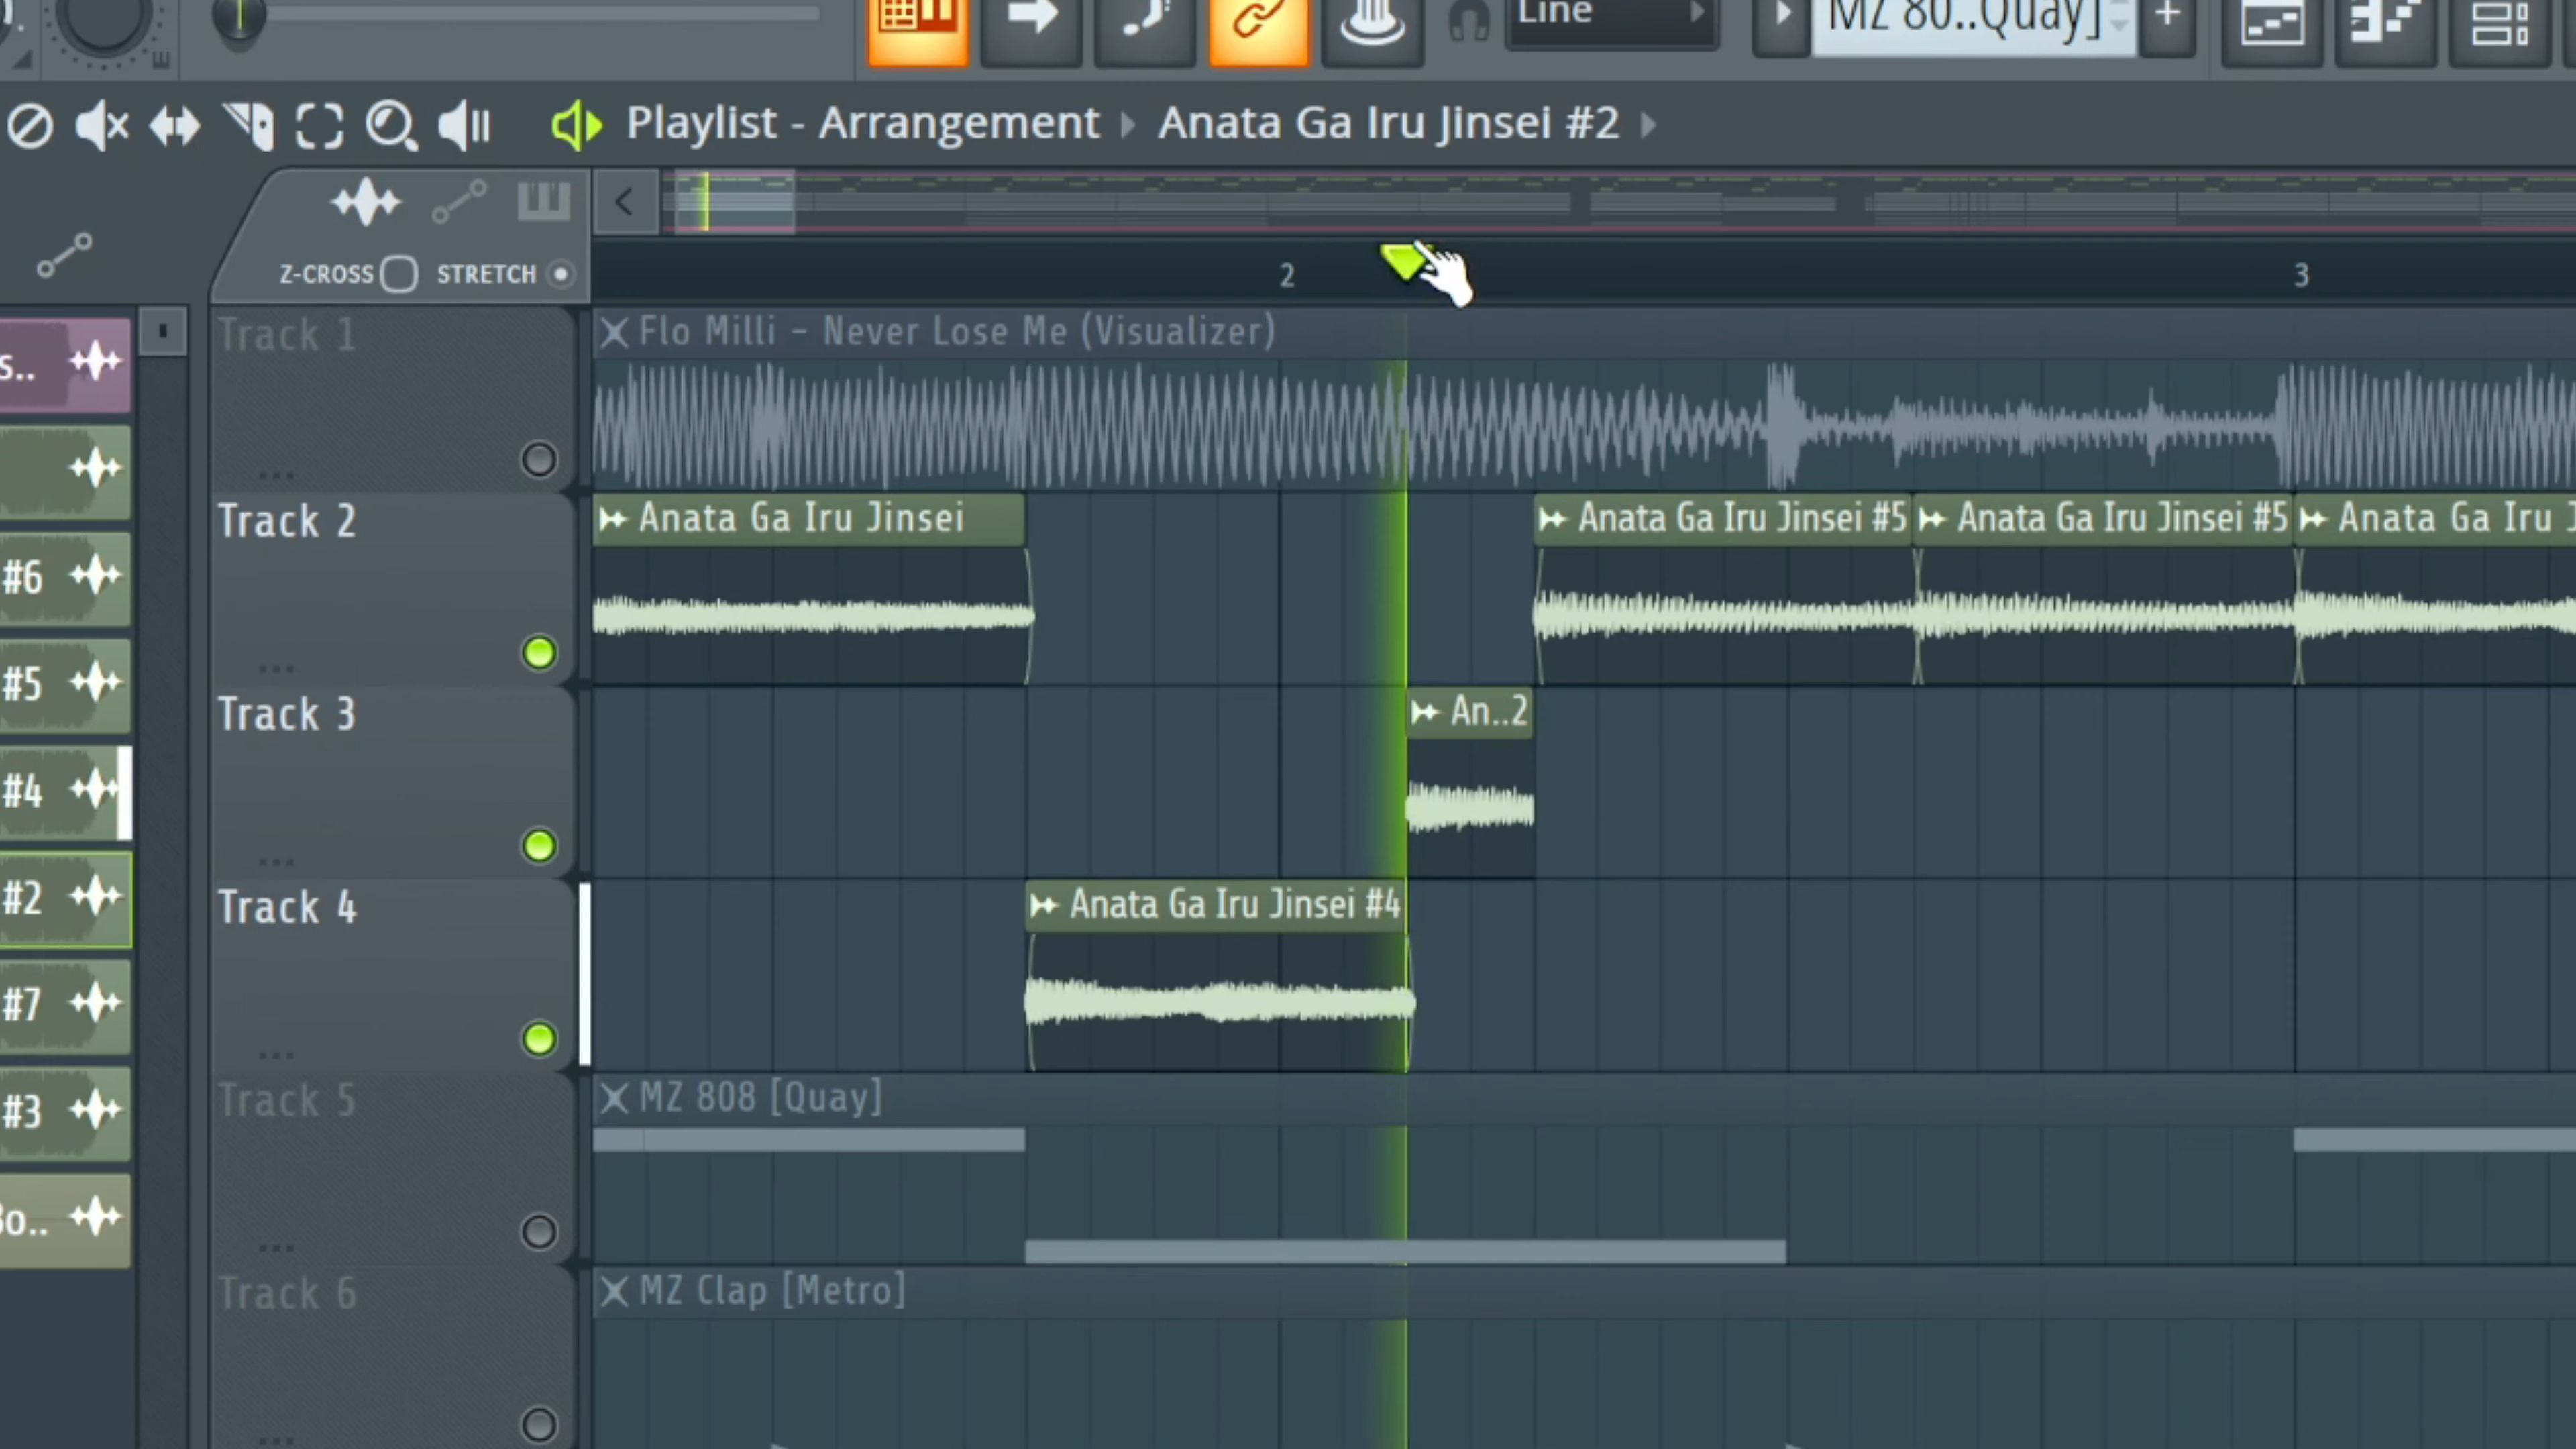 Line
MZ 80..Quay]
Playlist - Arrangement
Anata Ga Iru Jinsei #2
Z-CROSS
STRETCH
2
3
Track 1
Flo Milli - Never Lose Me (Visualizer)
s..
Track 2
Anata Ga Iru Jinsei
Anata Ga Iru Jinsei #5
Anata Ga Iru Jinsei #5
Anata Ga Iru J
#6
#5
Track 3
An..2
#4
#2
Track 4
Anata Ga Iru Jinsei #4
#7
#3
Track 5
MZ 808 [Quay]
Bo..
Track 6
MZ Clap [Metro]